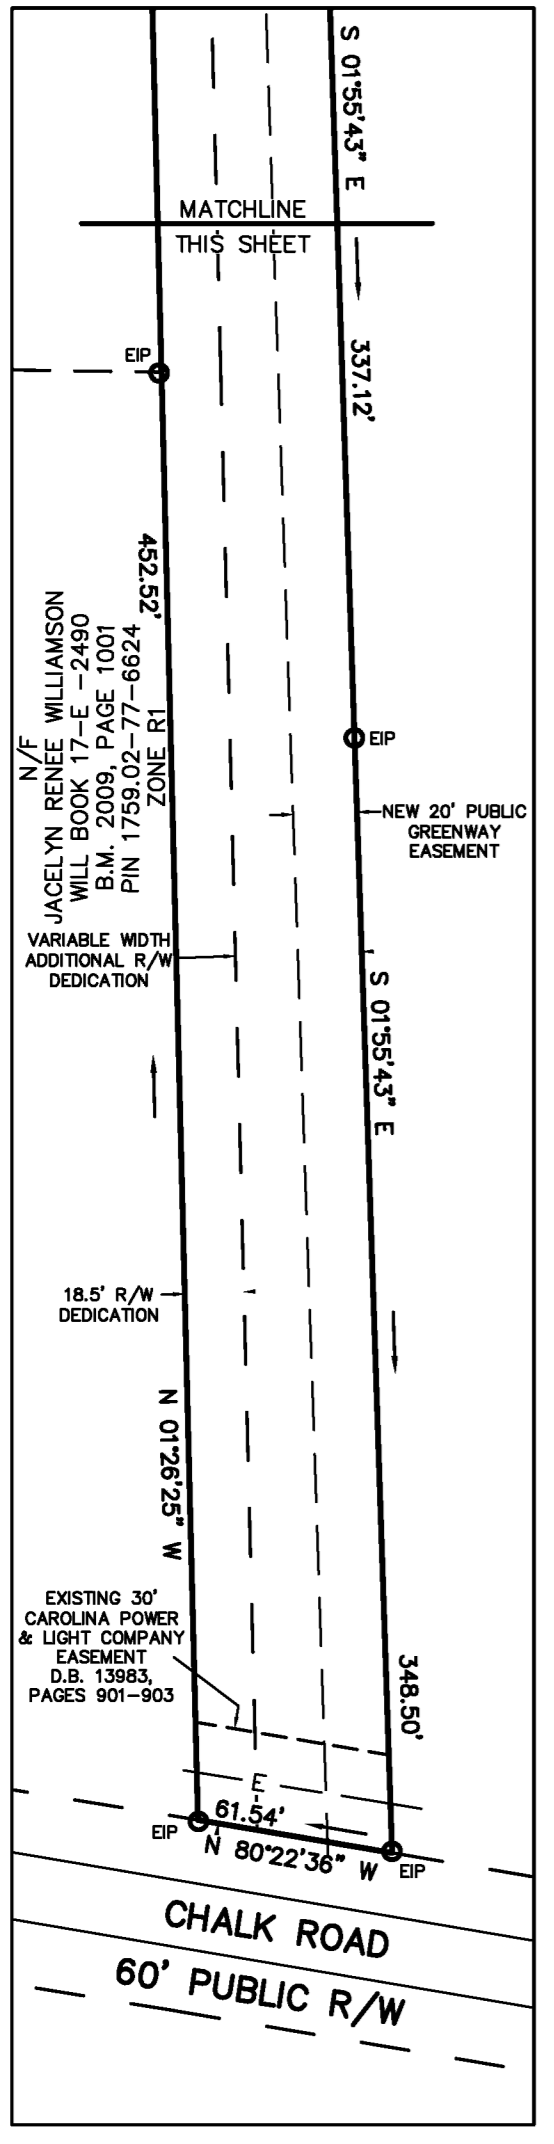 S 01°55'43" E
MATCHLINE
THIS SHEET
337.12'
EIP
452.52'
N/F
JACELYN RENEE WILLIAMSON
WILL BOOK 17-E -2490
B.M. 2009, PAGE 1001
PIN 1759.02-77-6624
ZONE R1
EIP
NEW 20' PUBLIC
GREENWAY
EASEMENT
VARIABLE WIDTH
ADDITIONAL R/W
DEDICATION
S 01°55'43" E
18.5' R/W
DEDICATION
N 01°26'25" W
EXISTING 30'
CAROLINA POWER
& LIGHT COMPANY
EASEMENT
D.B. 13983,
PAGES 901-903
348.50'
E
61.54'
EIP
N 80°22'36" W
EIP
CHALK ROAD
60' PUBLIC R/W